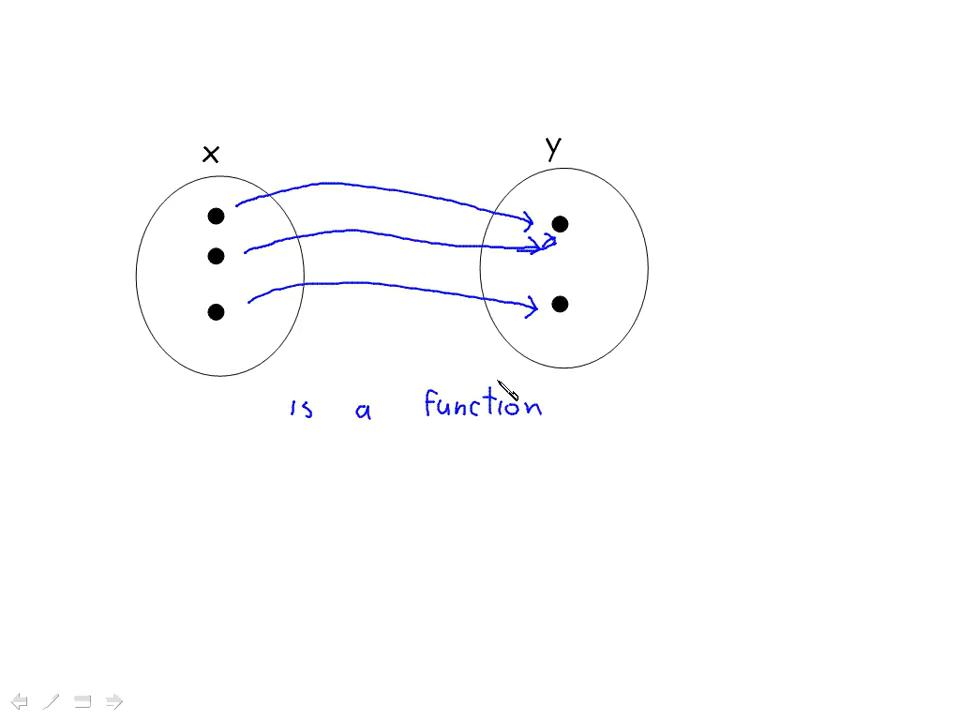 x y
is a function